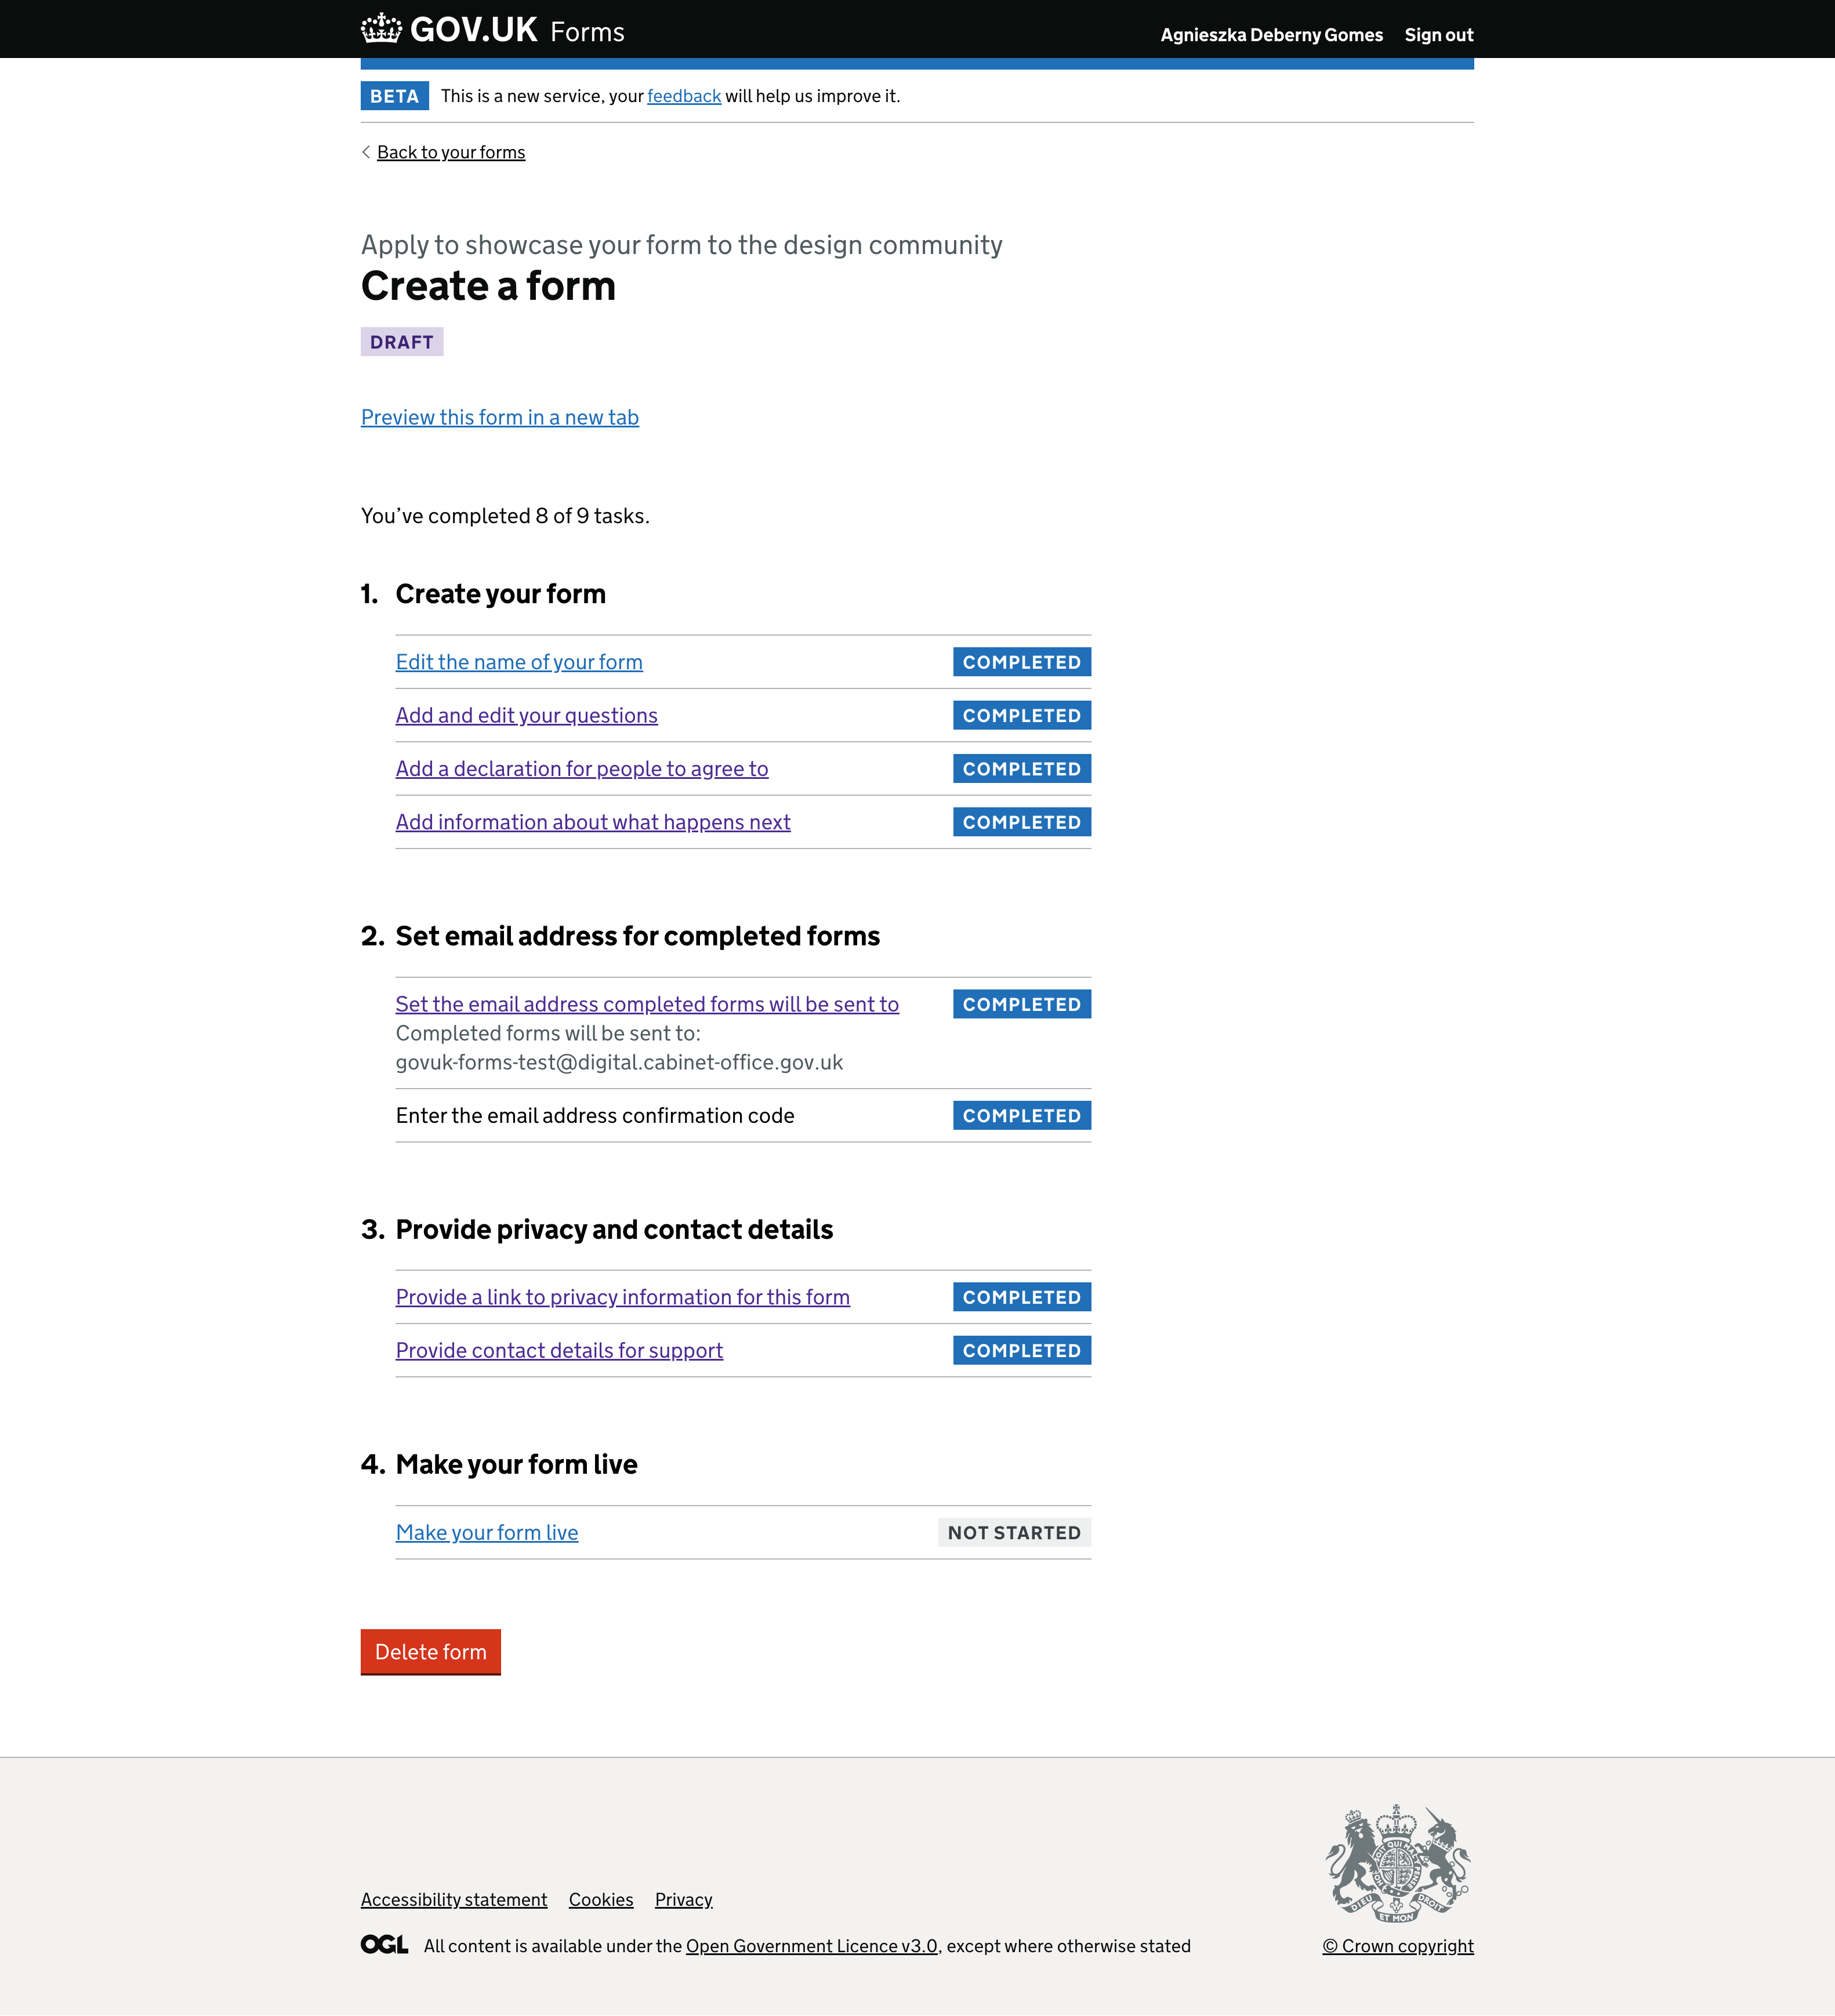 GOV.UK Forms
Agnieszka Deberny Gomes Sign out
BETA This is a new service, your feedback will help us improve it.
Back to your forms
Apply to showcase your form to the design community
Create a form
DRAFT
Preview this form in a new tab
You’ve completed 8 of 9 tasks.
1. Create your form
Edit the name of your form COMPLETED
Add and edit your questions COMPLETED
Add a declaration for people to agree to COMPLETED
Add information about what happens next COMPLETED
2. Set email address for completed forms
Set the email address completed forms will be sent to COMPLETED
Completed forms will be sent to:
govuk-forms-test@digital.cabinet-office.gov.uk
Enter the email address confirmation code COMPLETED
3. Provide privacy and contact details
Provide a link to privacy information for this form COMPLETED
Provide contact details for support COMPLETED
4. Make your form live
Make your form live NOT STARTED
Delete form
DIEU ET MON DROIT
Accessibility statement Cookies Privacy
OGL All content is available under the Open Government Licence v3.0, except where otherwise stated
© Crown copyright